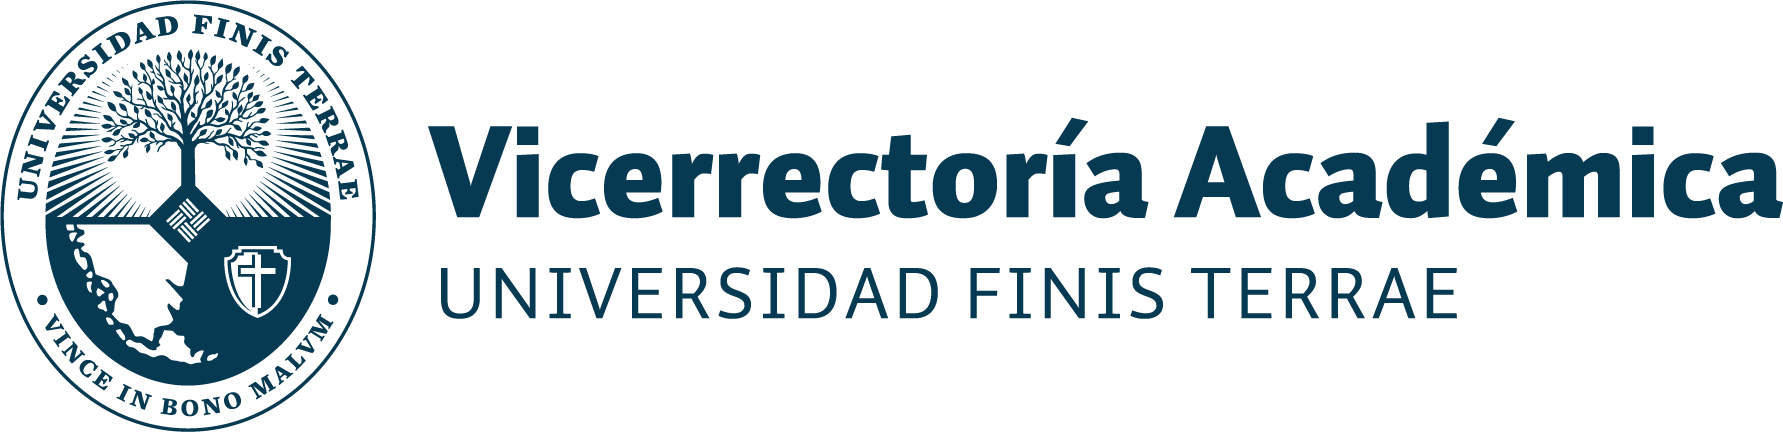 UNIVERSIDAD FINIS TERRAE
• VINCE IN BONO MALVM •
Vicerrectoría Académica
UNIVERSIDAD FINIS TERRAE